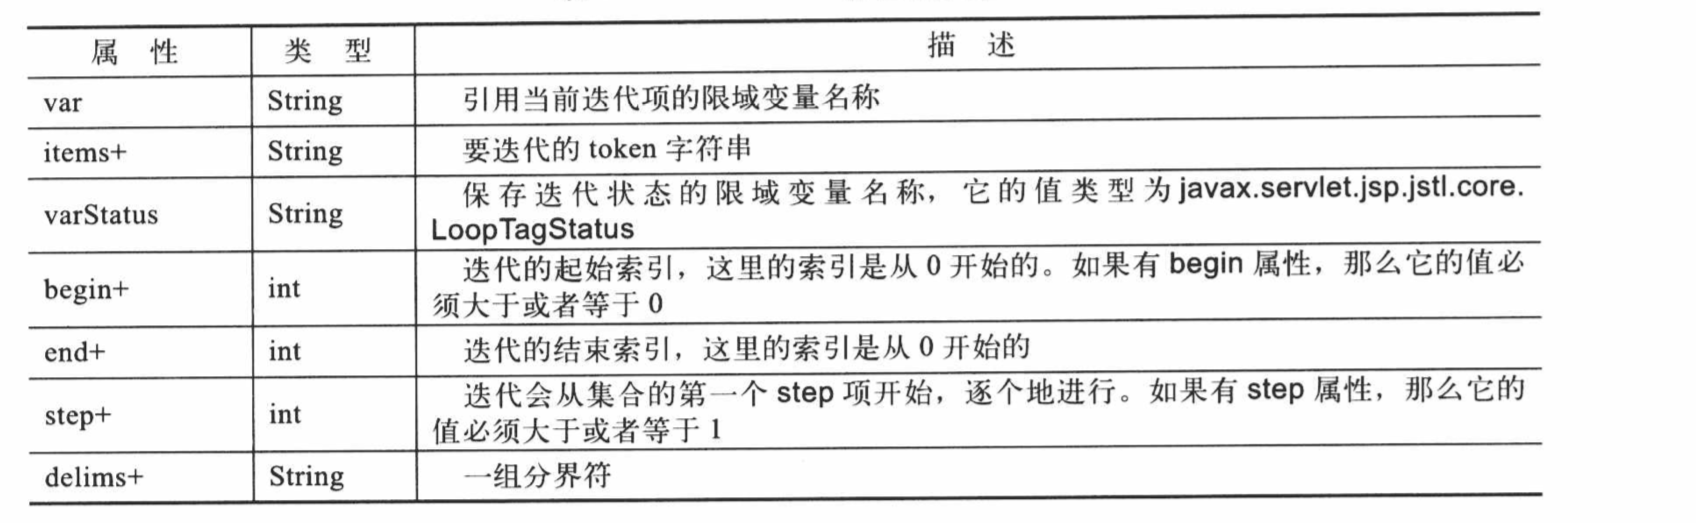 属 性 类 型 描 述
var String 引用当前迭代项的限域变量名称
items+ String 要迭代的 token 字符串
varStatus String 保存迭代状态的限域变量名称，它的值类型为 javax.servlet.jsp.jstl.core.
LoopTagStatus
begin+ int 迭代的起始索引，这里的索引是从 0 开始的。如果有 begin 属性，那么它的值必
须大于或者等于 0
end+ int 迭代的结束索引，这里的索引是从 0 开始的
step+ int 迭代会从集合的第一个 step 项开始，逐个地进行。如果有 step 属性，那么它的
值必须大于或者等于 1
delims+ String 一组分界符